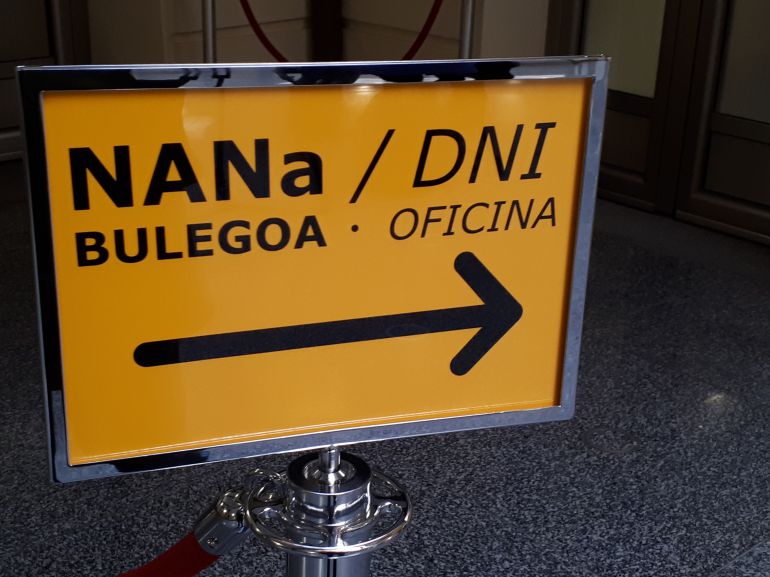 NANa / DNI
BULEGOA · OFICINA